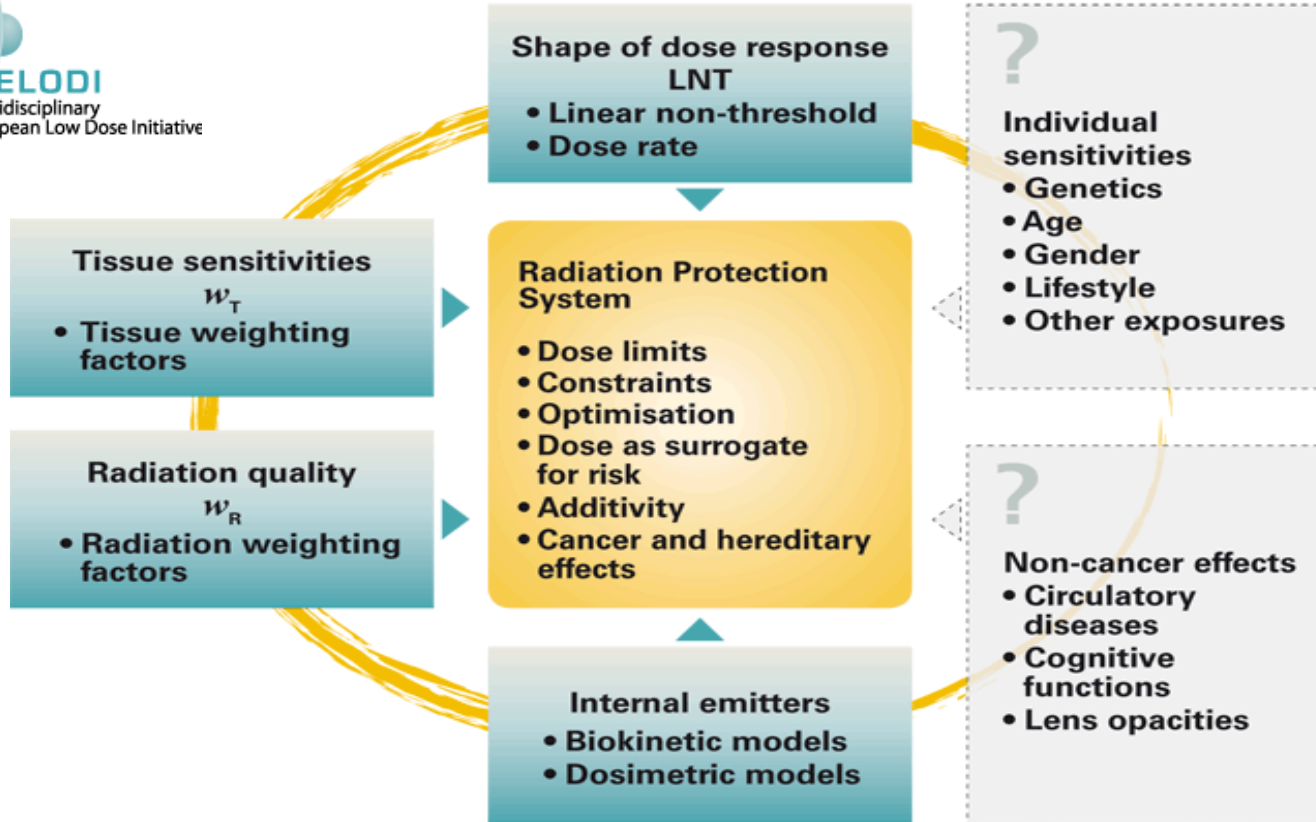 ELODI
idisciplinary
pean Low Dose Initiative
Shape of dose response
LNT
• Linear non-threshold
• Dose rate
Tissue sensitivities
wT
• Tissue weighting
factors
Radiation quality
wR
• Radiation weighting
factors
Radiation Protection
System
• Dose limits
• Constraints
• Optimisation
• Dose as surrogate
for risk
• Additivity
• Cancer and hereditary
effects
Internal emitters
• Biokinetic models
• Dosimetric models
?
Individual
sensitivities
• Genetics
• Age
• Gender
• Lifestyle
• Other exposures
?
Non-cancer effects
• Circulatory
diseases
• Cognitive
functions
• Lens opacities